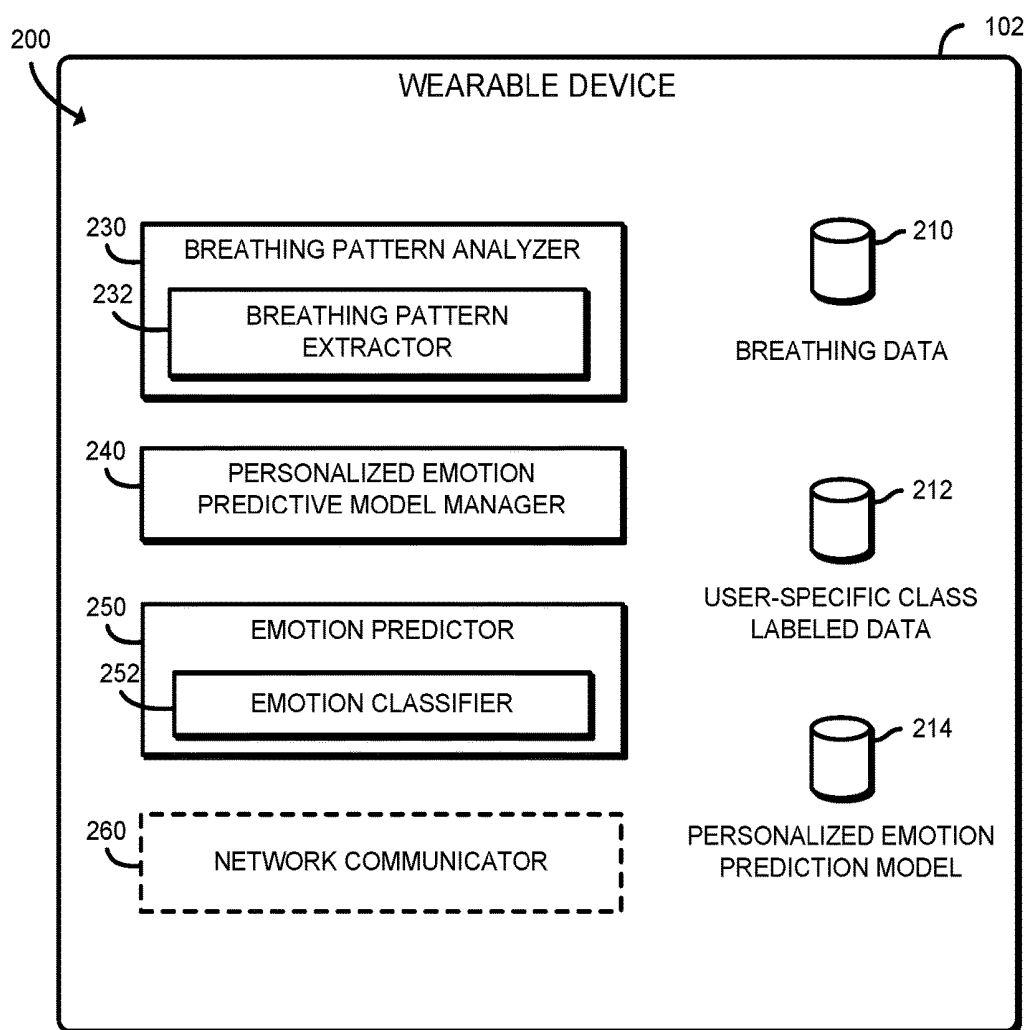 200
102
WEARABLE DEVICE
230
BREATHING PATTERN ANALYZER
232
BREATHING PATTERN
EXTRACTOR
210
BREATHING DATA
240
PERSONALIZED EMOTION
PREDICTIVE MODEL MANAGER
212
USER-SPECIFIC CLASS
LABELED DATA
250
EMOTION PREDICTOR
252
EMOTION CLASSIFIER
214
PERSONALIZED EMOTION
PREDICTION MODEL
260
NETWORK COMMUNICATOR